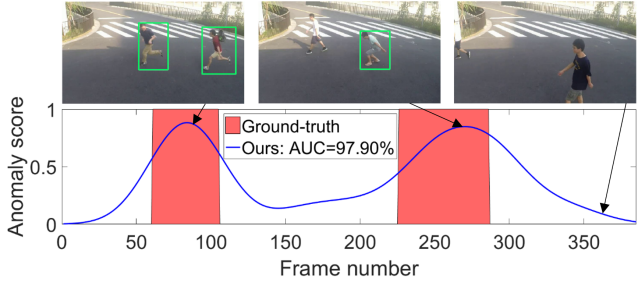 1
Ground-truth
Ours: AUC=97.90%
0.5
0
0 50 100 150 200 250 300 350
Anomaly score
Frame number